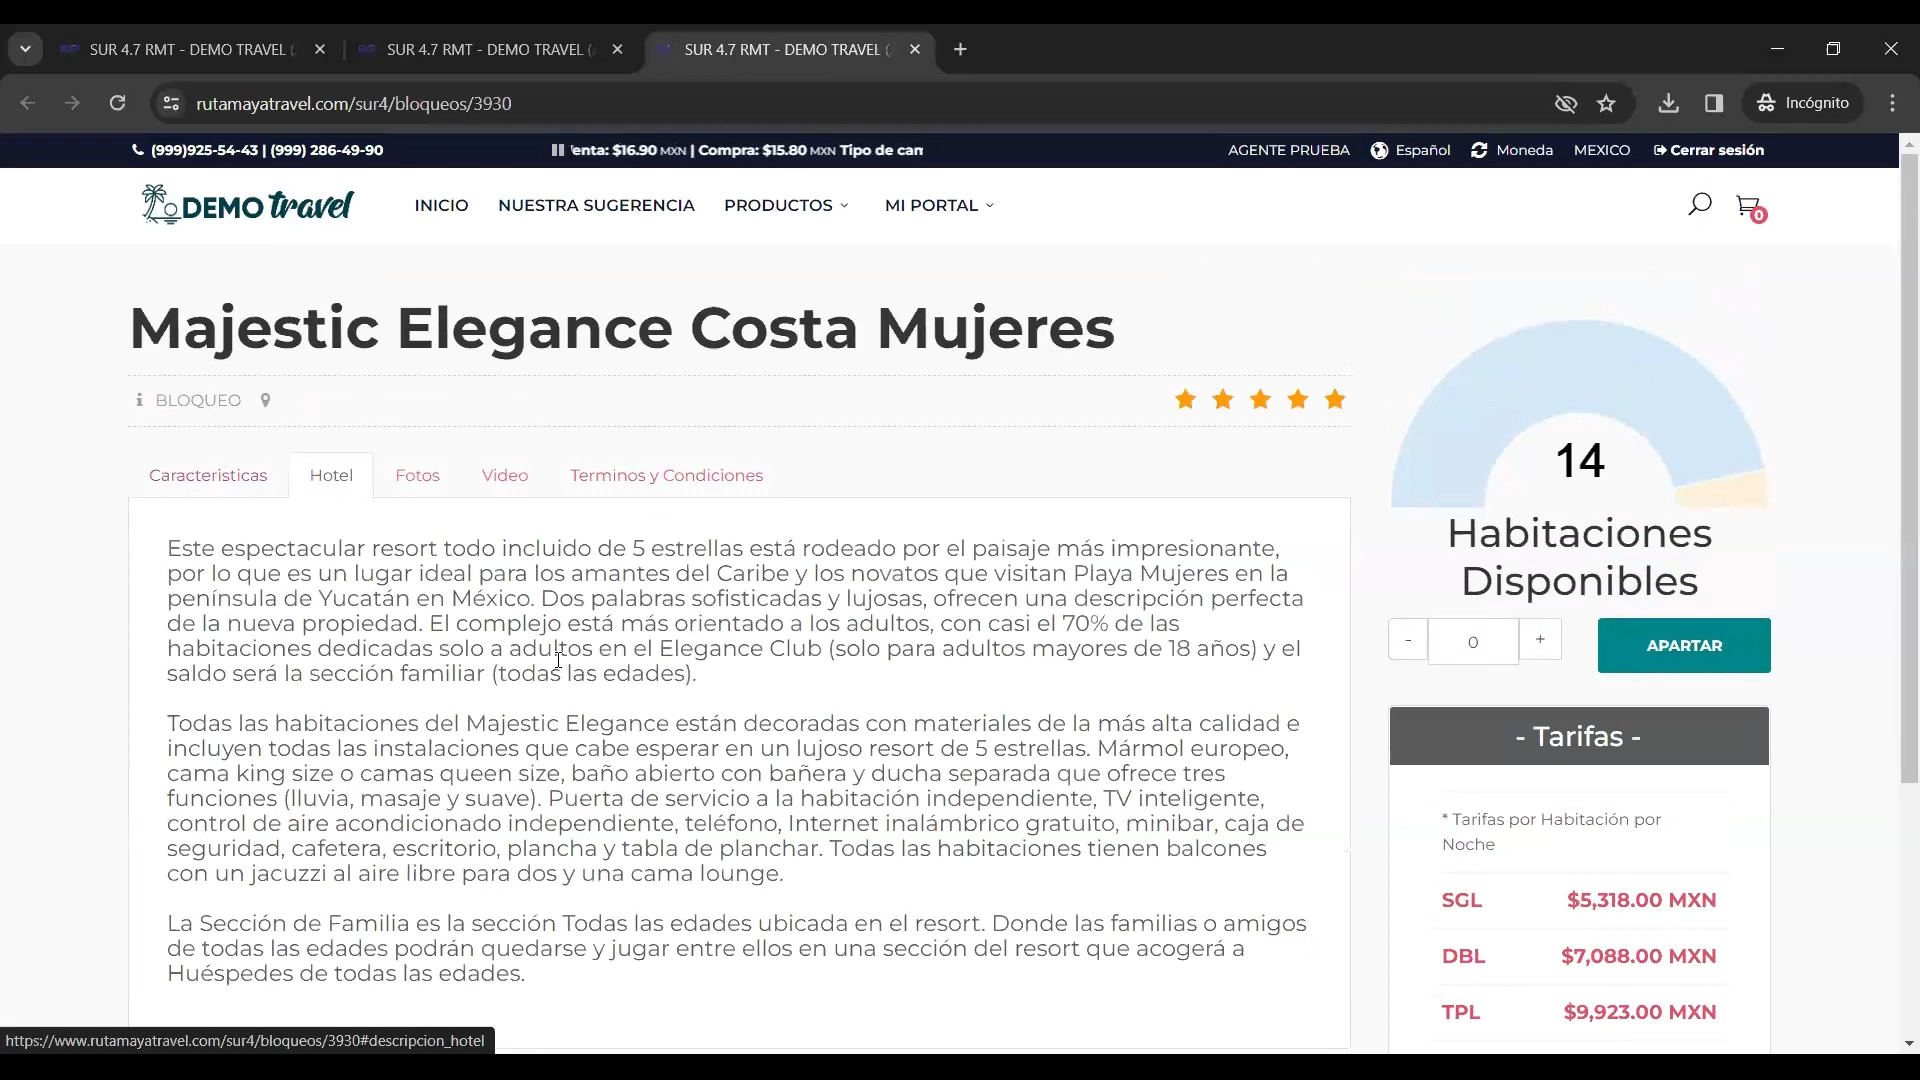 SUR 4.7 RMT - DEMO TRAVEL (
SUR 4.7 RMT - DEMO TRAVEL (
SUR 4.7 RMT - DEMO TRAVEL (
rutamayatravel.com/sur4/bloqueos/3930
Incógnito
(999)925-54-43 | (999) 286-49-90
enta: $16.90 MXN | Compra: $15.80 MXN Tipo de
AGENTE PRUEBA
Español
Moneda
MEXICO
Cerrar sesión
DEMO travel
INICIO
NUESTRA SUGERENCIA
PRODUCTOS
MI PORTAL
0
Majestic Elegance Costa Mujeres
BLOQUEO
Caracteristicas
Hotel
Fotos
Video
Terminos y Condiciones
Este espectacular resort todo incluido de 5 estrellas está rodeado por el paisaje más impresionante,
por lo que es un lugar ideal para los amantes del Caribe y los novatos que visitan Playa Mujeres en la
península de Yucatán en México. Dos palabras sofisticadas y lujosas, ofrecen una descripción perfecta
de la nueva propiedad. El complejo está más orientado a los adultos, con casi el 70% de las
habitaciones dedicadas solo a adultos en el Elegance Club (solo para adultos mayores de 18 años) y el
saldo será la sección familiar (todas las edades).
Todas las habitaciones del Majestic Elegance están decoradas con materiales de la más alta calidad e
incluyen todas las instalaciones que cabe esperar en un lujoso resort de 5 estrellas. Mármol europeo,
cama king size o camas queen size, baño abierto con bañera y ducha separada que ofrece tres
funciones (lluvia, masaje y suave). Puerta de servicio a la habitación independiente, TV inteligente,
control de aire acondicionado independiente, teléfono, Internet inalámbrico gratuito, minibar, caja de
seguridad, cafetera, escritorio, plancha y tabla de planchar. Todas las habitaciones tienen balcones
con un jacuzzi al aire libre para dos y una cama lounge.
La Sección de Familia es la sección Todas las edades ubicada en el resort. Donde las familias o amigos
de todas las edades podrán quedarse y jugar entre ellos en una sección del resort que acogerá a
Huéspedes de todas las edades.
14
Habitaciones
Disponibles
- 0 +
APARTAR
- Tarifas -
* Tarifas por Habitación por
Noche
SGL $5,318.00 MXN
DBL $7,088.00 MXN
TPL $9,923.00 MXN
https://www.rutamayatravel.com/sur4/bloqueos/3930#descripcion_hotel